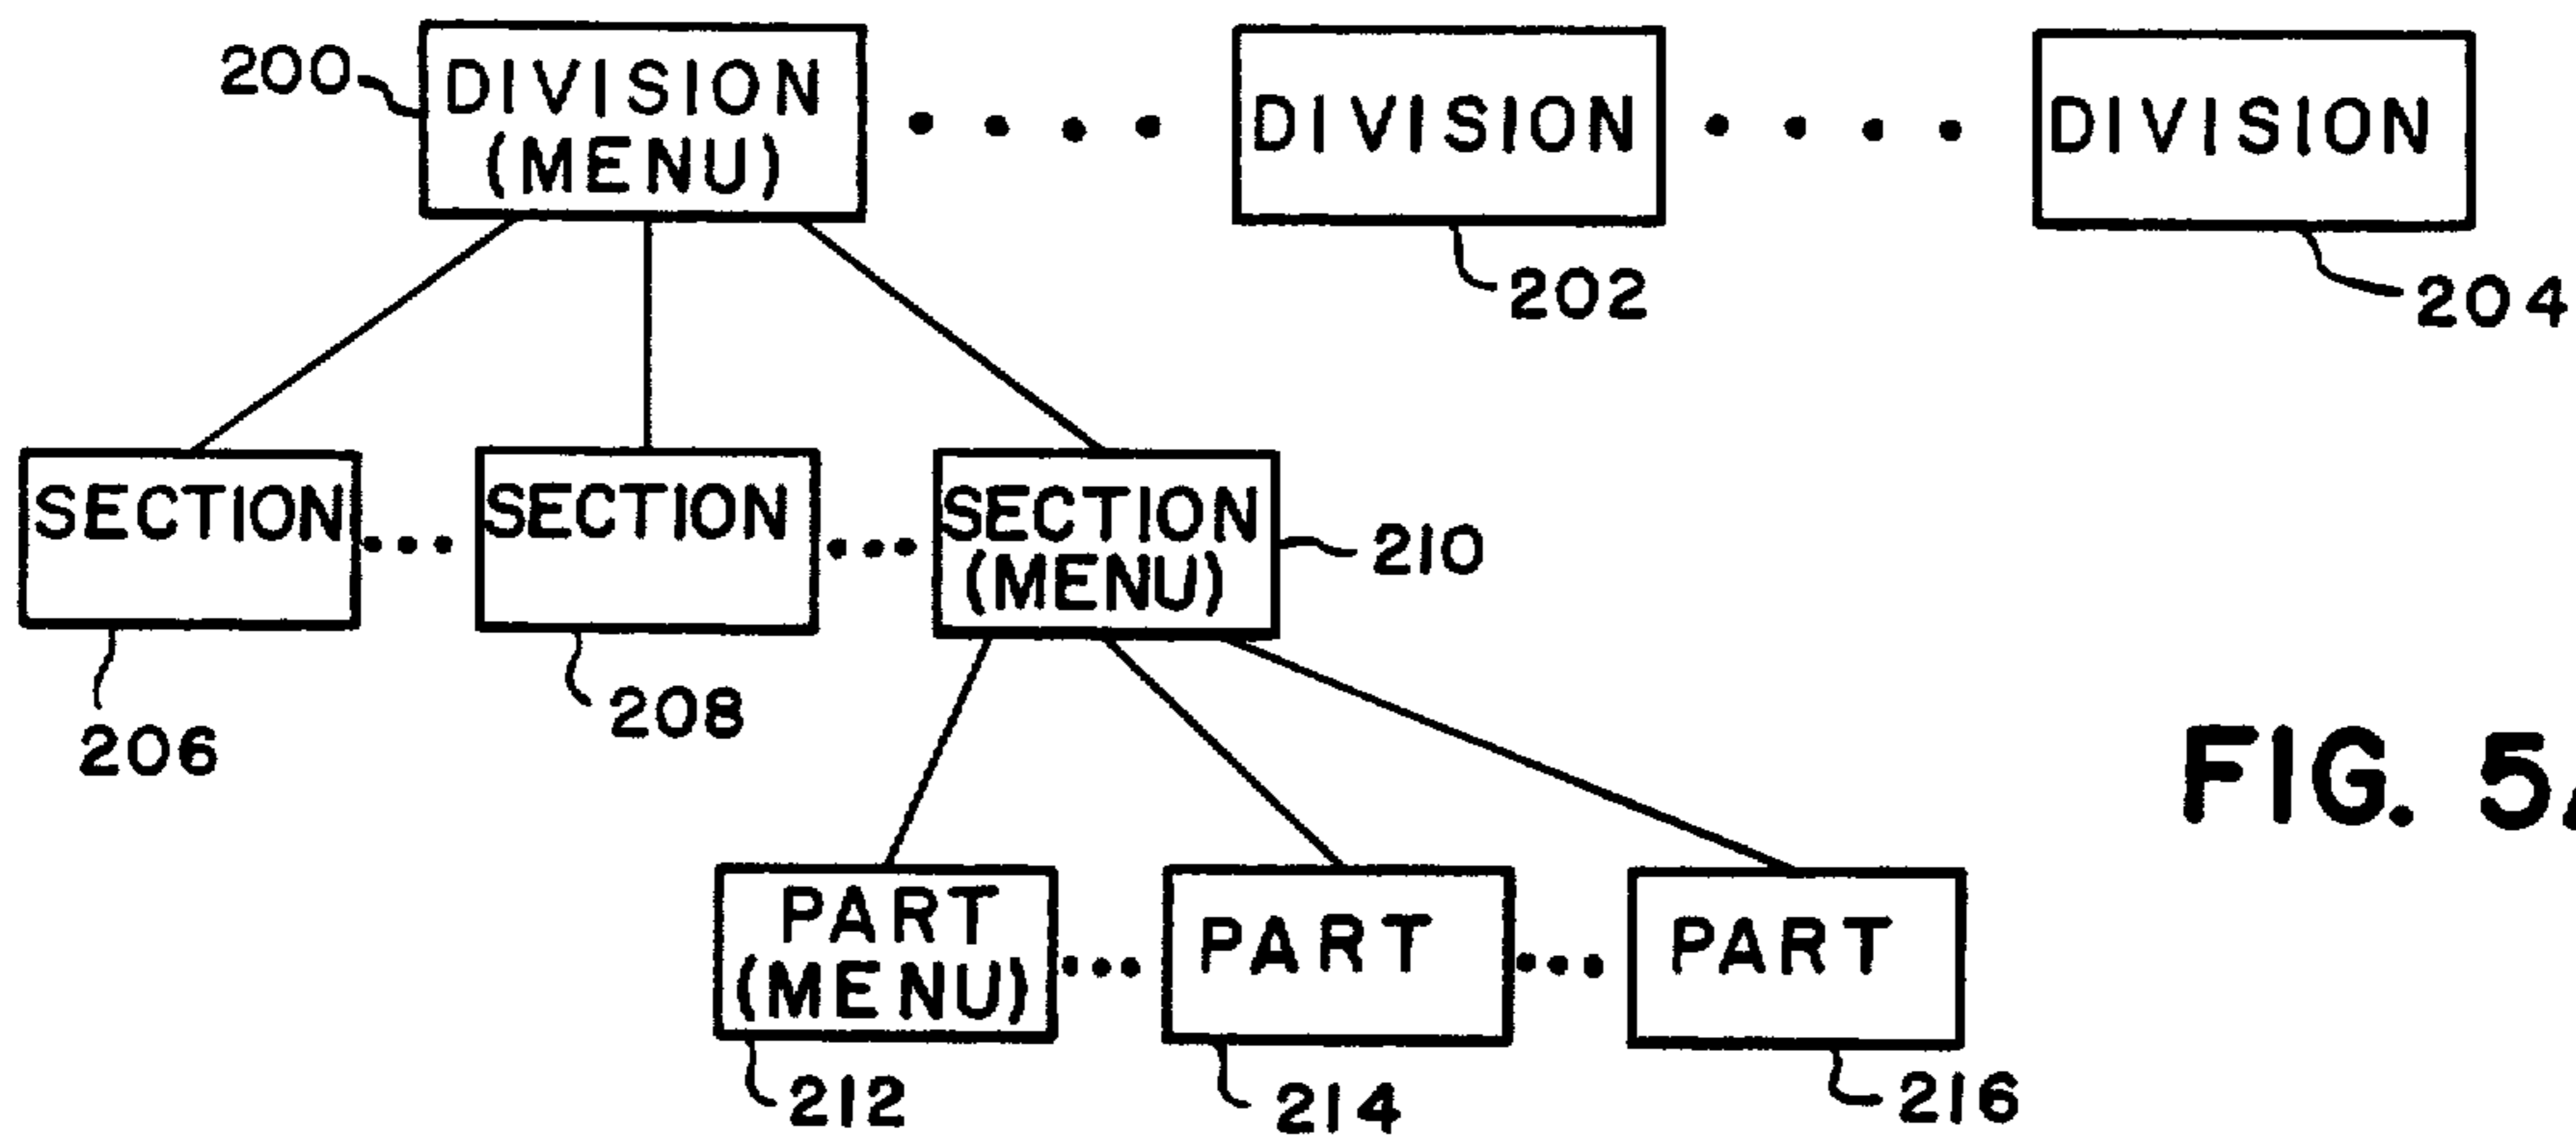 200
DIVISION
(MENU)
DIVISION
DIVISION
202
204
SECTION
SECTION
SECTION
(MENU)
210
206
208
PART
(MENU)
PART
PART
212
214
216
FIG. 5